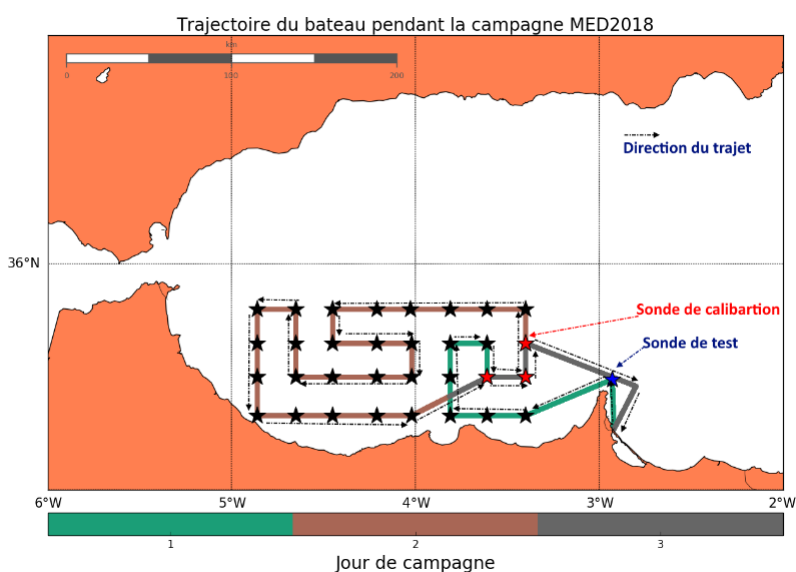 Trajectoire du bateau pendant la campagne MED2018
km
0 100 200
Direction du trajet
36°N
Sonde de calibartion
Sonde de test
6°W 5°W 4°W 3°W 2°W
1 2 3
Jour de campagne